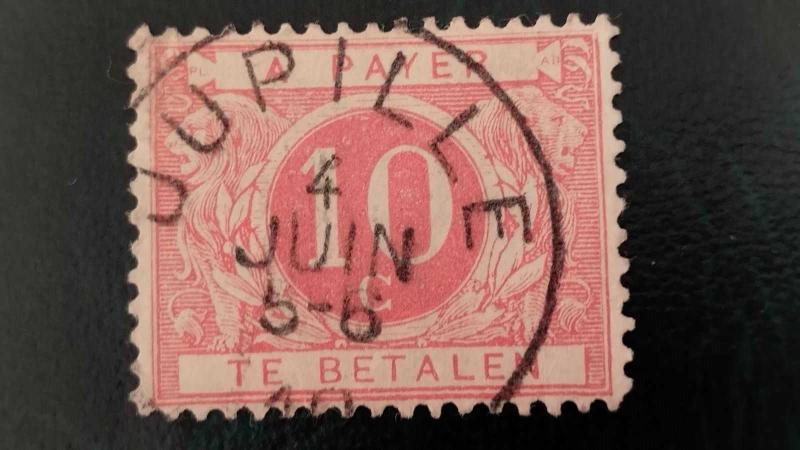 A PAYER
JUPILLE
10
c
4
JUIN
5-6
TE BETALEN